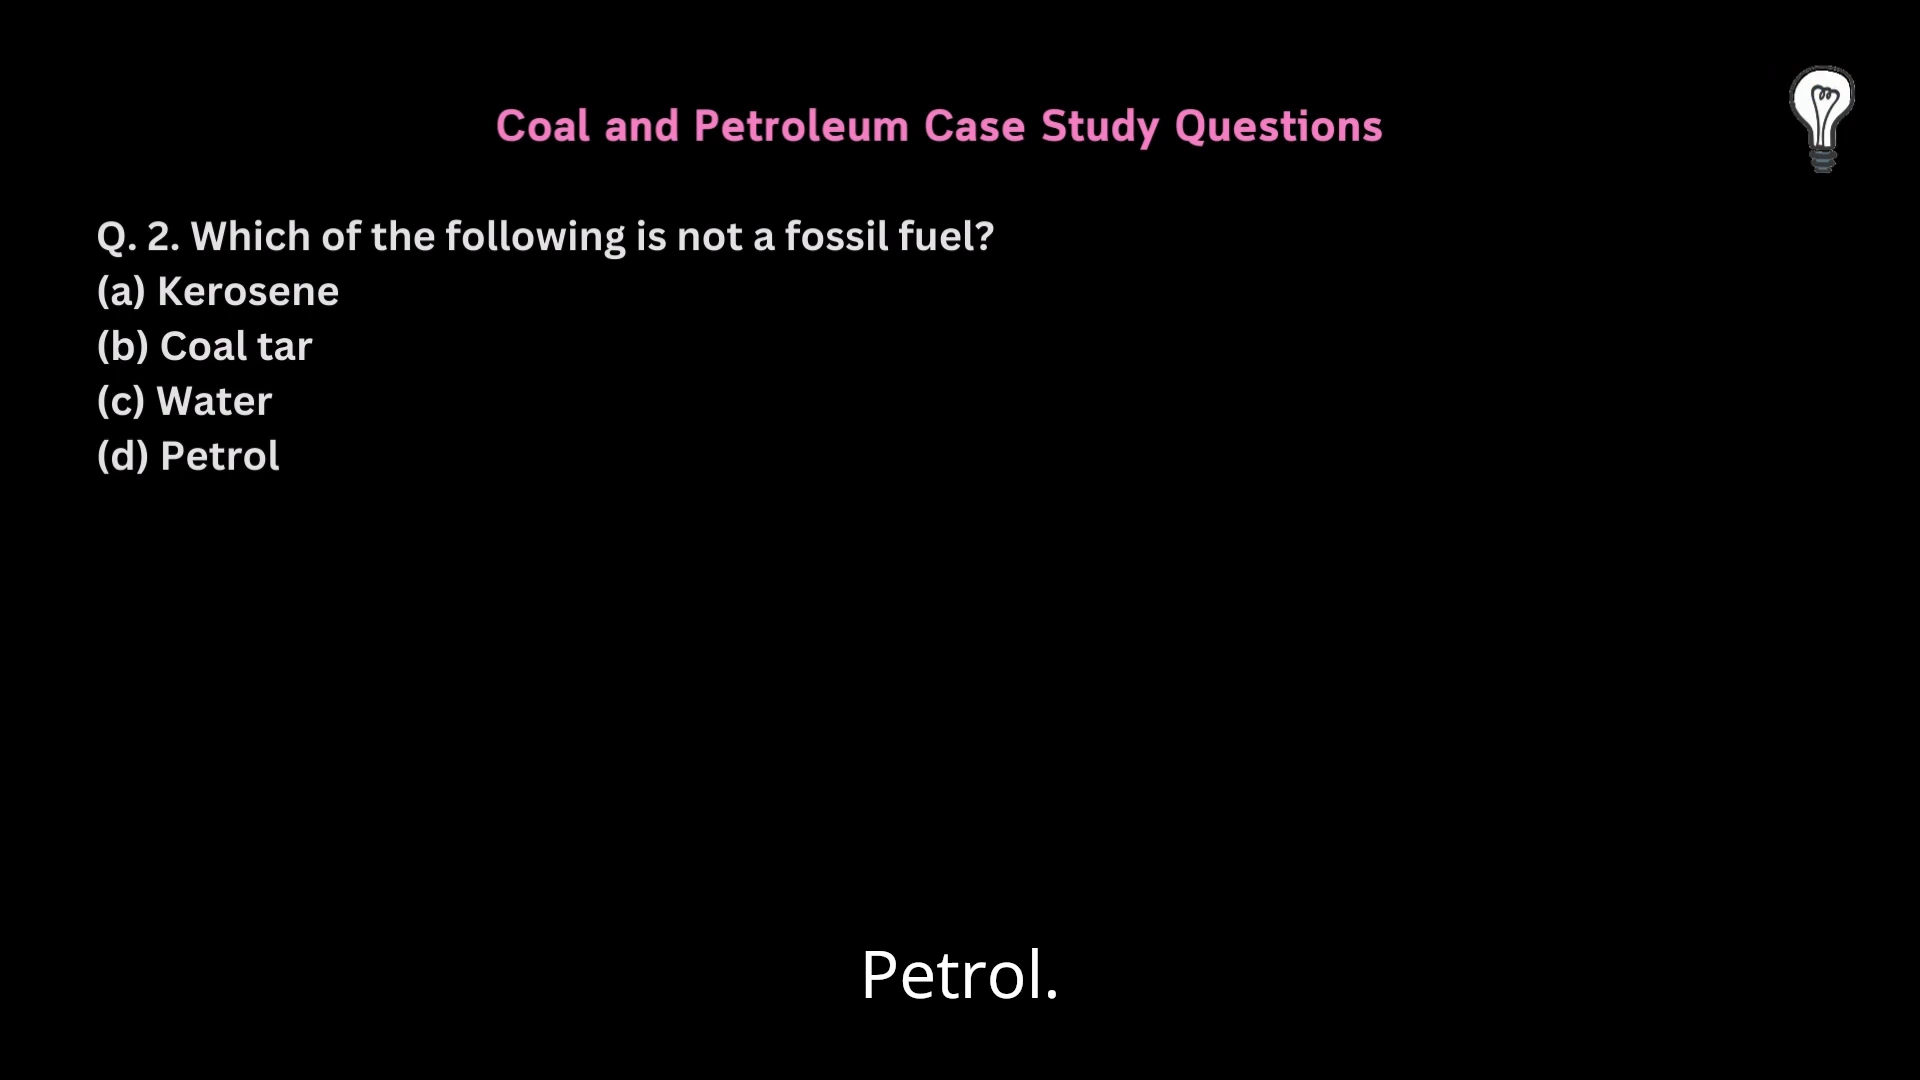 Coal and Petroleum Case Study Questions
Q. 2. Which of the following is not a fossil fuel?
(a) Kerosene
(b) Coal tar
(c) Water
(d) Petrol
Petrol.